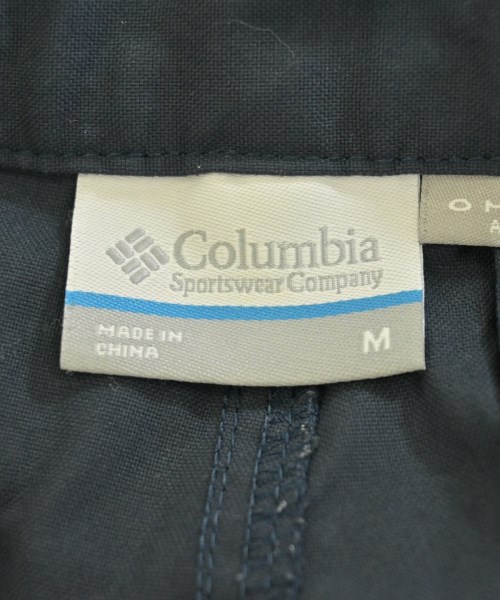 Columbia
Sportswear Company
MADE IN
CHINA
M
O